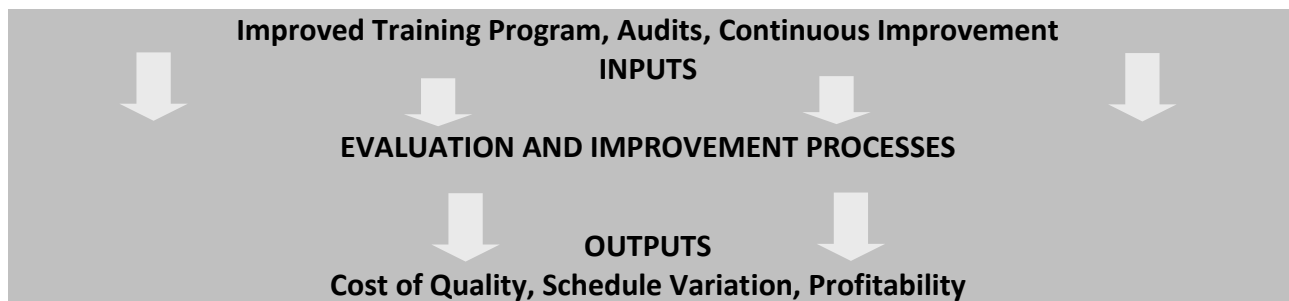 Improved Training Program, Audits, Continuous Improvement
INPUTS
EVALUATION AND IMPROVEMENT PROCESSES
OUTPUTS
Cost of Quality, Schedule Variation, Profitability